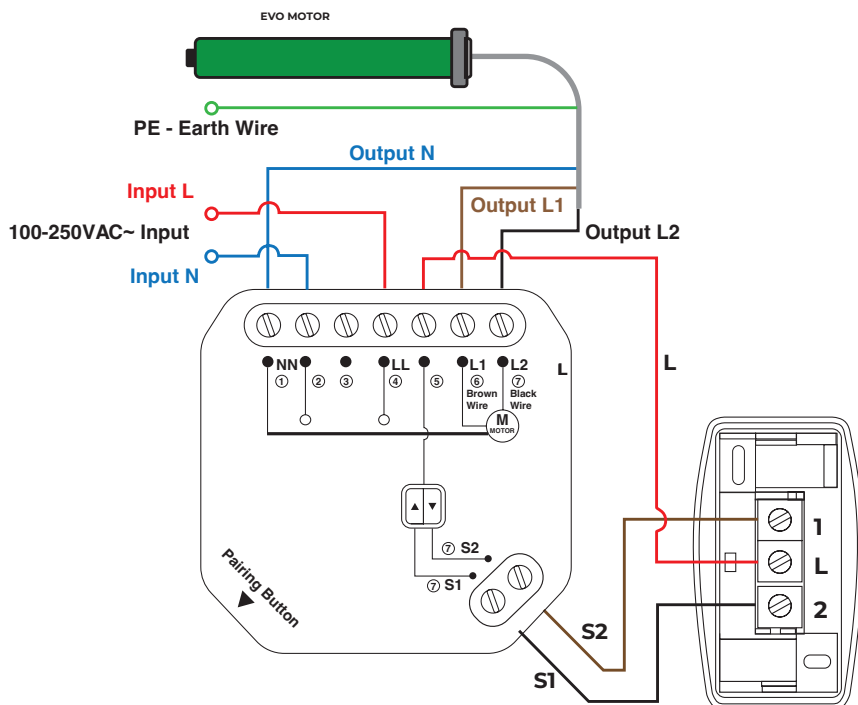 EVO MOTOR
PE - Earth Wire
Output N
Input L
Output L1
100-250VAC~ Input
Output L2
Input N
NN LL L1 L2 L
① ② ③ ④ ⑤ ⑥ ⑦
Brown Wire
Black Wire
M
MOTOR
L
▲ ▼
⑦ S2
⑦ S1
Pairing Button
1
L
2
S2
S1